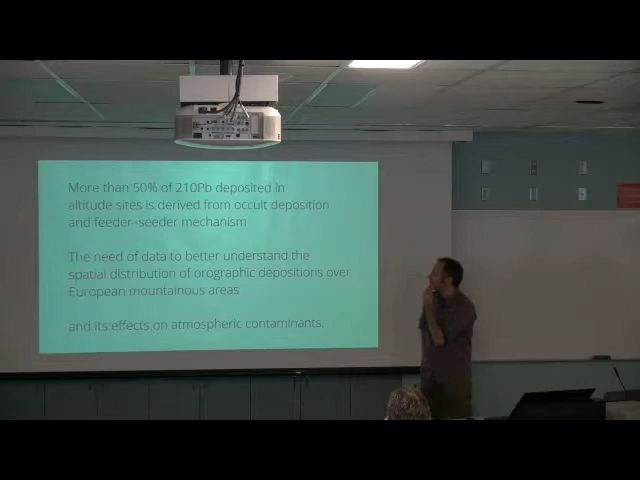 More than 50% of 210Pb deposited in
altitude sites is derived from occult deposition
and feeder–seeder mechanism
The need of data to better understand the
spatial distribution of orographic depositions over
European mountainous areas
and its effects on atmospheric contaminants.